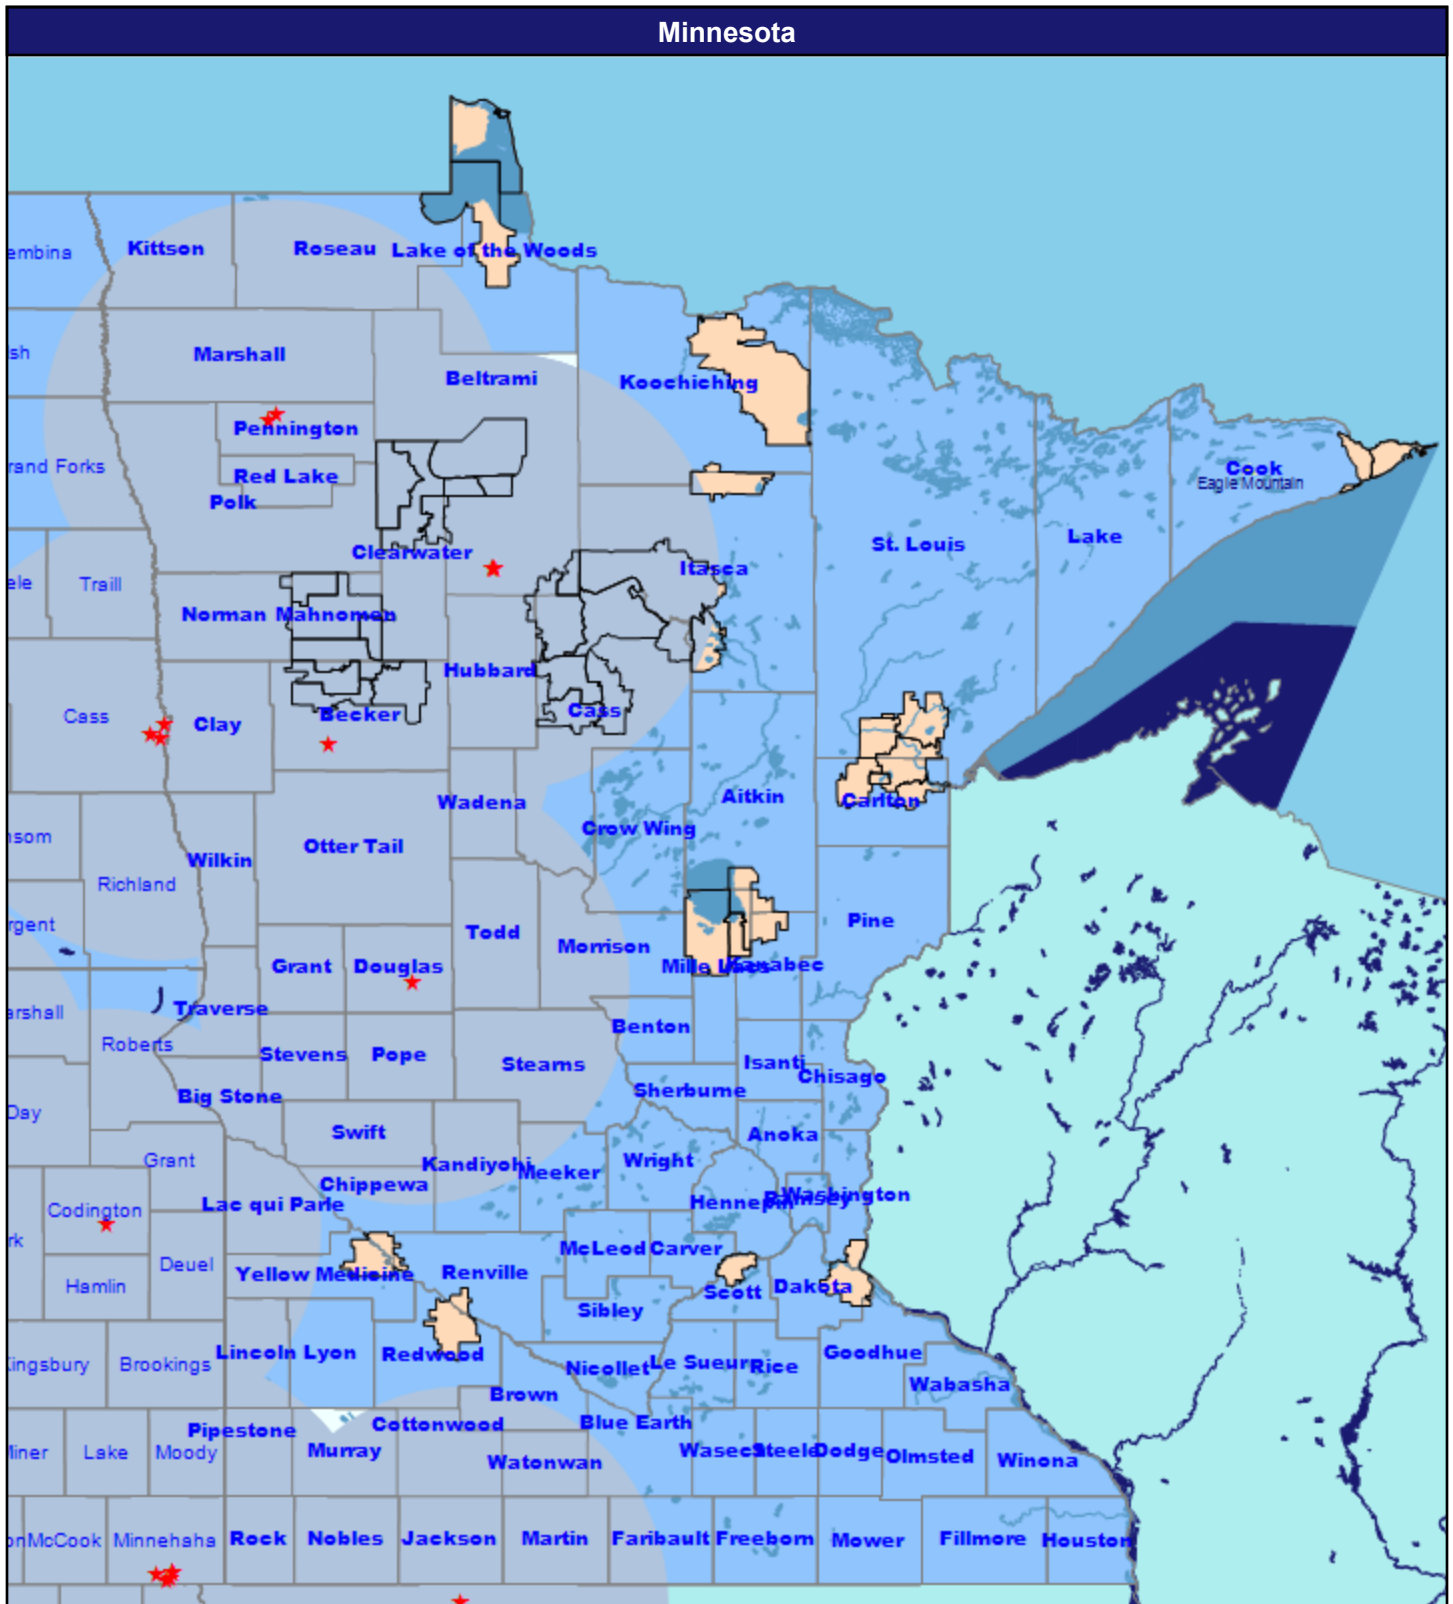 Minnesota
embina
Kittson
Roseau
Lake of the Woods
sh
Marshall
Beltrami
Koochiching
Pennington
rand Forks
Red Lake
Polk
Cook
Eagle Mountain
Clearwater
St. Louis
Lake
Itasca
ele
Traill
Norman
Mahnomen
Hubbard
Cass
Clay
Becker
Cass
Wadena
Aitkin
Carlton
nsom
Wilkin
Otter Tail
Crow Wing
Richland
rgent
Todd
Morrison
Pine
Grant
Douglas
Mille Lacs
Kanabec
arshall
Traverse
Roberts
Stevens
Pope
Benton
Stearns
Isanti
Chisago
Big Stone
Sherburne
Day
Swift
Anoka
Grant
Kandiyohi
Meeker
Wright
Chippewa
Codington
Lac qui Parle
Hennepin
Ramsey
Washington
rk
Deuel
McLeod
Carver
Hamlin
Yellow Medicine
Renville
Scott
Dakota
Sibley
Kingsbury
Brookings
Lincoln
Lyon
Redwood
Nicollet
Le Sueur
Rice
Goodhue
Wabasha
Brown
Pipestone
Cottonwood
Blue Earth
Miner
Lake
Moody
Murray
Watonwan
Waseca
Steele
Dodge
Olmsted
Winona
on
McCook
Minnehaha
Rock
Nobles
Jackson
Martin
Faribault
Freeborn
Mower
Fillmore
Houston